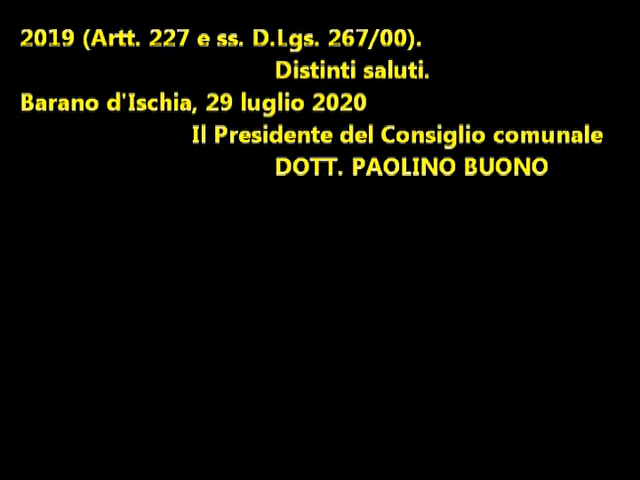 2019 (Artt. 227 e ss. D.Lgs. 267/00).
Distinti saluti.
Barano d'Ischia, 29 luglio 2020
Il Presidente del Consiglio comunale
DOTT. PAOLINO BUONO